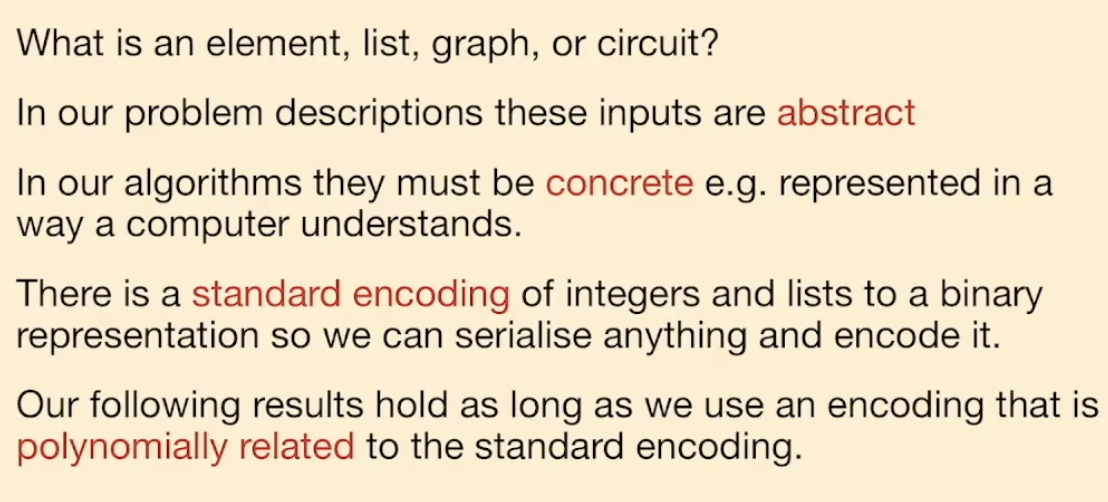 What is an element, list, graph, or circuit?
In our problem descriptions these inputs are abstract
In our algorithms they must be concrete e.g. represented in a
way a computer understands.
There is a standard encoding of integers and lists to a binary
representation so we can serialise anything and encode it.
Our following results hold as long as we use an encoding that is
polynomially related to the standard encoding.